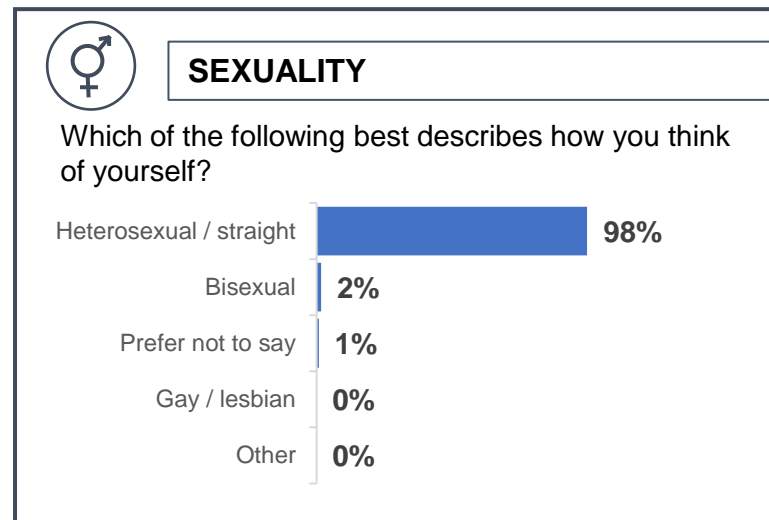 SEXUALITY
Which of the following best describes how you think
of yourself?
Heterosexual / straight 98%
Bisexual 2%
Prefer not to say 1%
Gay / lesbian 0%
Other 0%